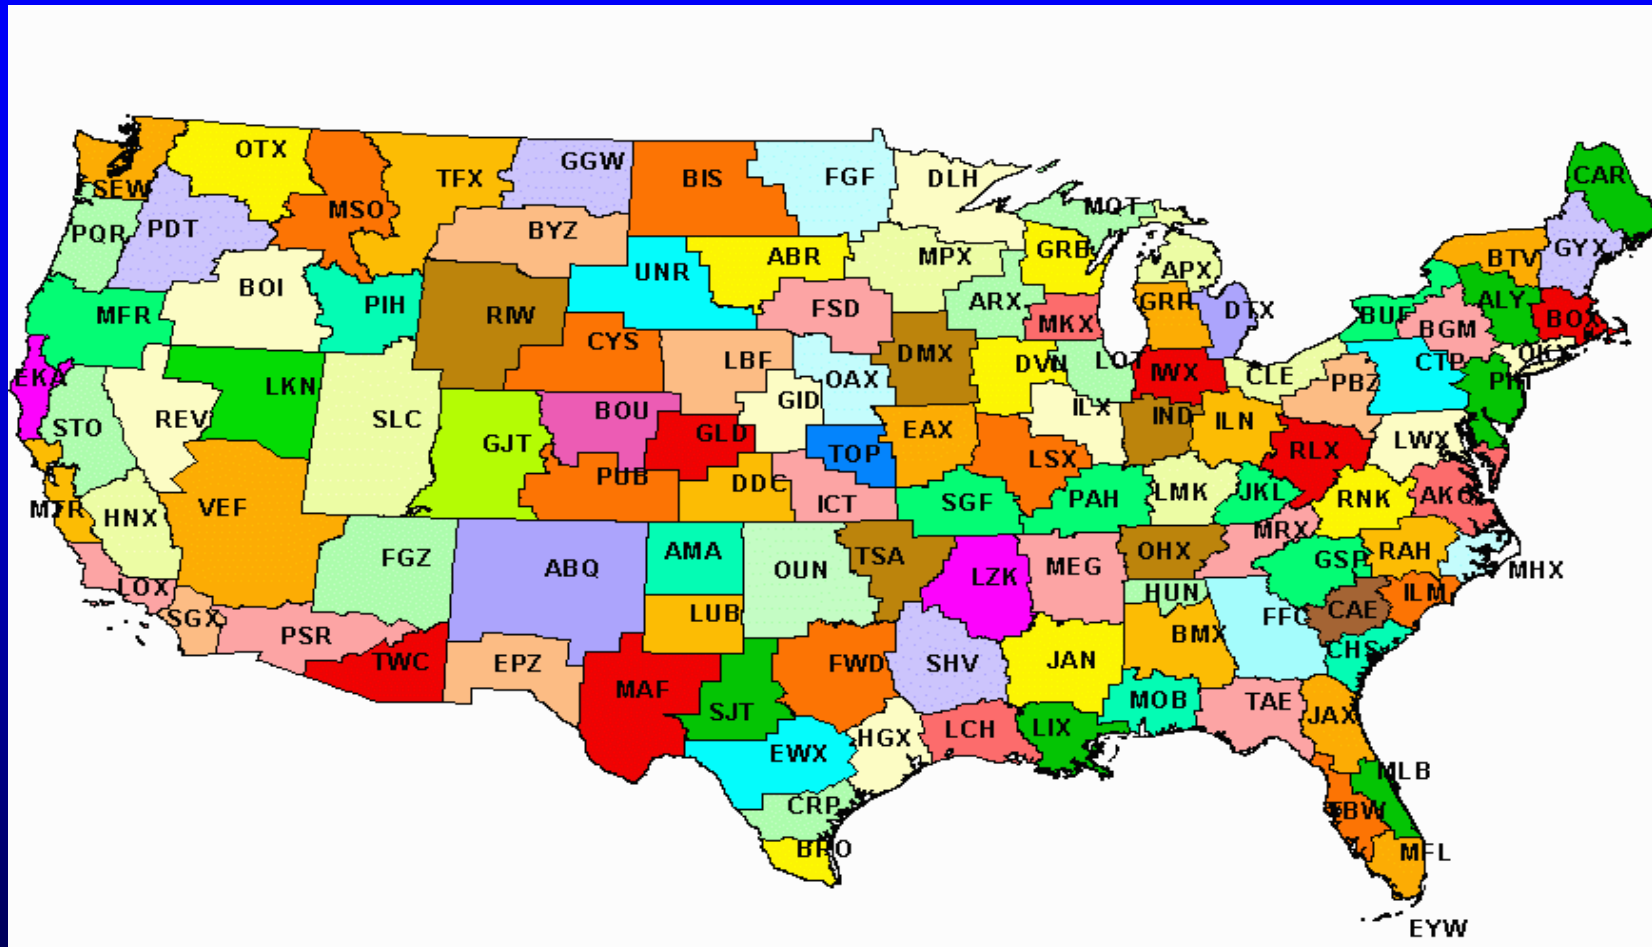 CAR
OTX
GGW
SEW
TFX
BIS
FGF
DLH
MSO
MQT
PQR
PDT
BYZ
GRB
GYX
ABR
MPX
BTV
UNR
APX
BOI
PIH
ARX
GRR
ALY
MFR
RIW
FSD
MKX
DTX
BUF
BGM
BOX
CYS
DMX
OKX
LBF
DVN
LOT
IWX
CLE
CTP
EKA
LKN
OAX
PBZ
PHI
GID
ILX
REV
SLC
BOU
IND
ILN
STO
GJT
GLD
EAX
LWX
TOP
LSX
RLX
PUB
DDC
MTR
HNX
VEF
ICT
SGF
PAH
LMK
JKL
RNK
AKQ
MRX
FGZ
AMA
TSA
OHX
GSP
RAH
ABQ
OUN
LZK
MEG
MHX
LOX
HUN
ILM
SGX
LUB
FFC
CAE
PSR
BMX
TWC
EPZ
FWD
SHV
JAN
CHS
MAF
MOB
TAE
SJT
HGX
LCH
LIX
JAX
EWX
MLB
CRP
TBW
BRO
MFL
EYW